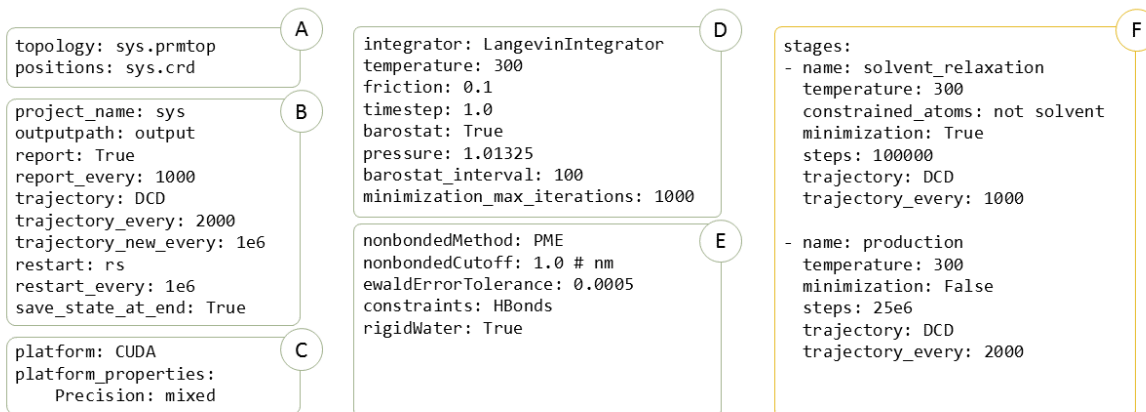 A
topology: sys.prmtop
positions: sys.crd
B
project_name: sys
outputpath: output
report: True
report_every: 1000
trajectory: DCD
trajectory_every: 2000
trajectory_new_every: 1e6
restart: rs
restart_every: 1e6
save_state_at_end: True
C
platform: CUDA
platform_properties:
    Precision: mixed
D
integrator: LangevinIntegrator
temperature: 300
friction: 0.1
timestep: 1.0
barostat: True
pressure: 1.01325
barostat_interval: 100
minimization_max_iterations: 1000
E
nonbondedMethod: PME
nonbondedCutoff: 1.0 # nm
ewaldErrorTolerance: 0.0005
constraints: HBonds
rigidWater: True
F
stages:
- name: solvent_relaxation
  temperature: 300
  constrained_atoms: not solvent
  minimization: True
  steps: 100000
  trajectory: DCD
  trajectory_every: 1000
- name: production
  temperature: 300
  minimization: False
  steps: 25e6
  trajectory: DCD
  trajectory_every: 2000